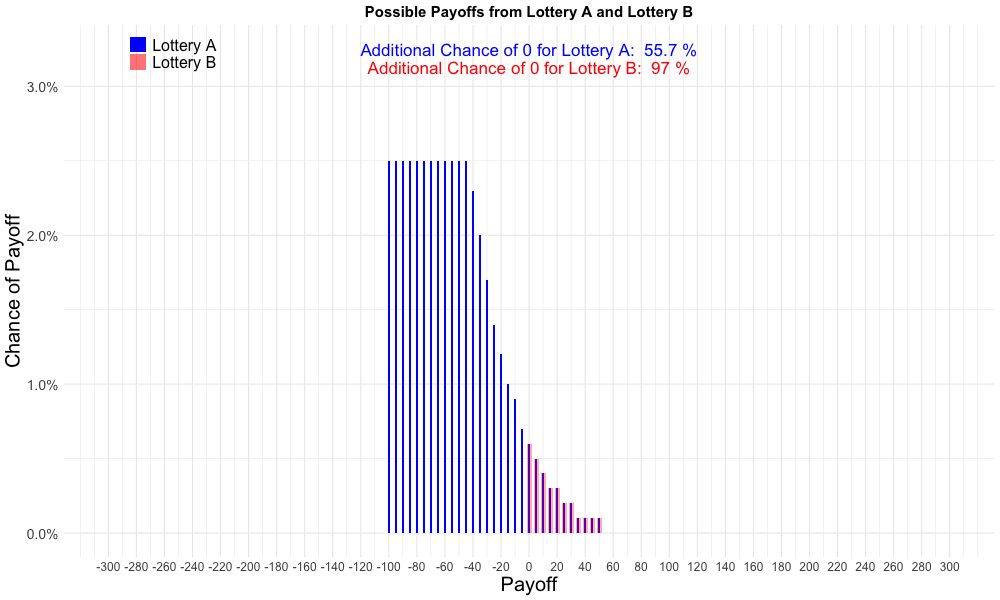 Possible Payoffs from Lottery A and Lottery B
Lottery A
Lottery B
Additional Chance of 0 for Lottery A:  55.7 %
Additional Chance of 0 for Lottery B:  97 %
Chance of Payoff
3.0%
2.0%
1.0%
0.0%
-300 -280 -260 -240 -220 -200 -180 -160 -140 -120 -100 -80 -60 -40 -20 0 20 40 60 80 100 120 140 160 180 200 220 240 260 280 300
Payoff